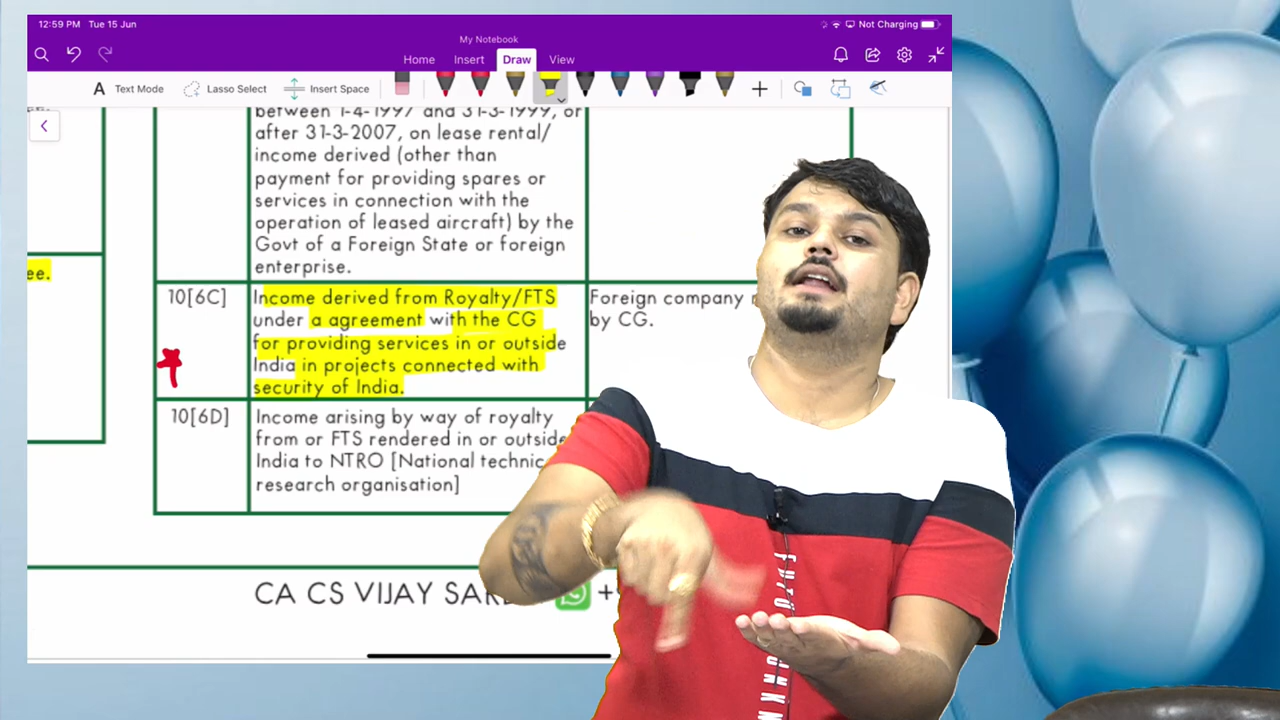 12:59 PM Tue 15 Jun
Not Charging
My Notebook
Home Insert Draw View
A Text Mode Lasso Select Insert Space
between 1-4-1997 and 31-3-1999, or
after 31-3-2007, on lease rental/
income derived (other than
payment for providing spares or
services in connection with the
operation of leased aircraft) by the
Govt of a Foreign State or foreign
enterprise.
ee.
10[6C] Income derived from Royalty/FTS
under a agreement with the CG
for providing services in or outside
India in projects connected with
security of India.
Foreign company
by CG.
10[6D] Income arising by way of royalty
from or FTS rendered in or outside
India to NTRO [National technic
research organisation]
CA CS VIJAY SAR
+